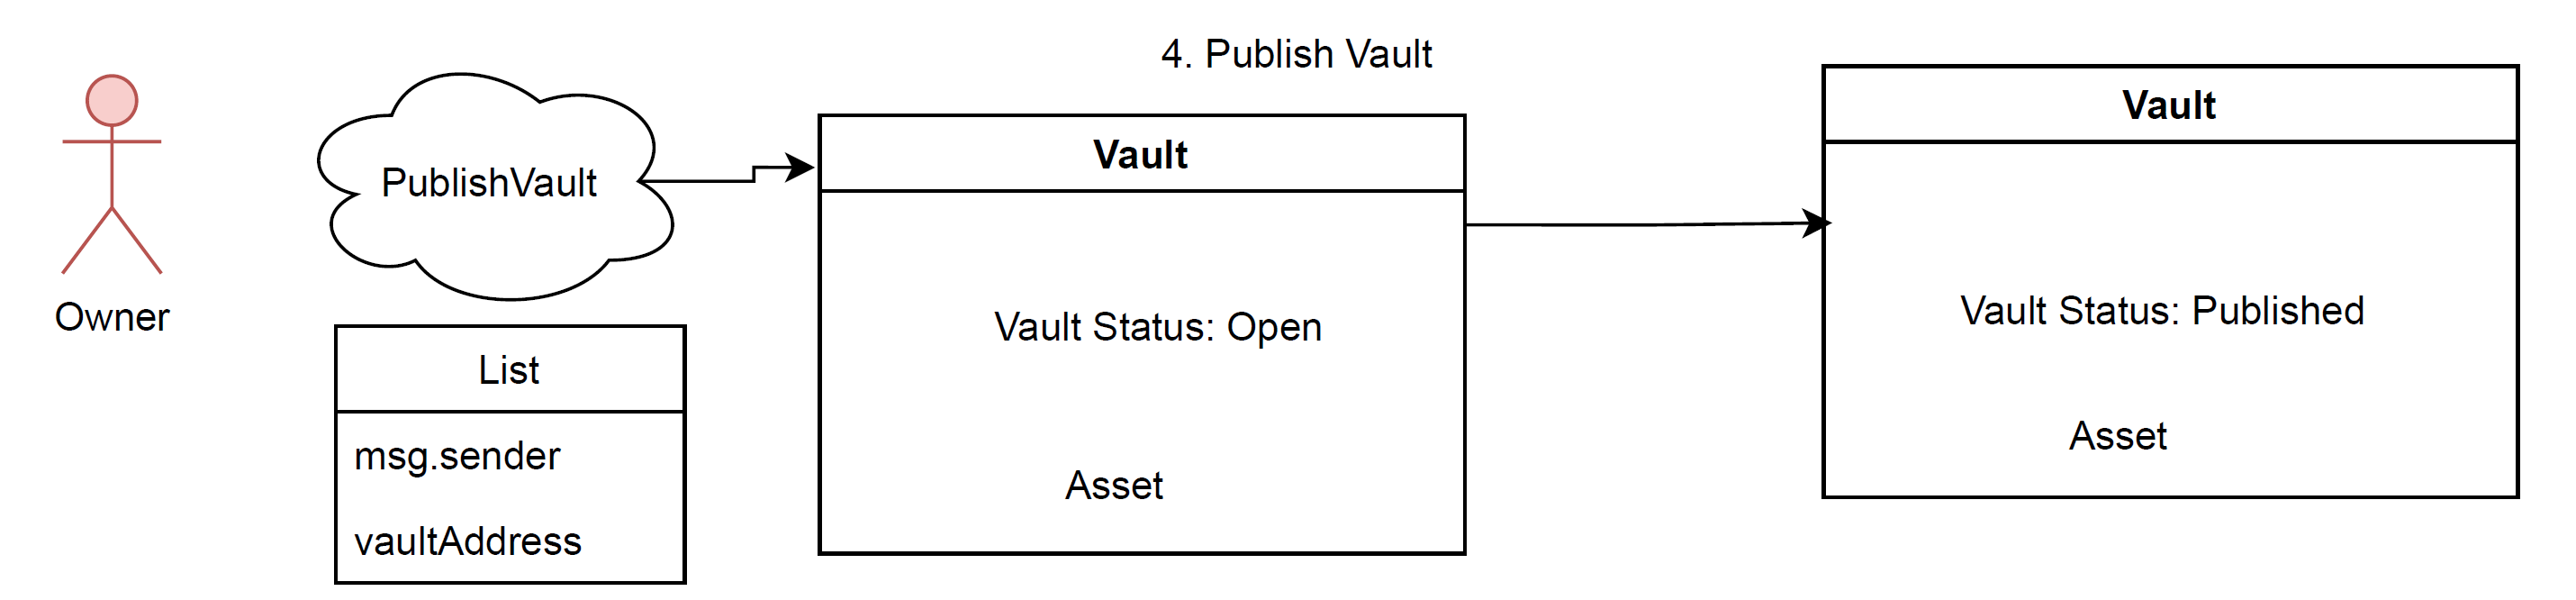 4. Publish Vault
Owner
PublishVault
List
msg.sender
vaultAddress
Vault
Vault Status: Open
Asset
Vault
Vault Status: Published
Asset